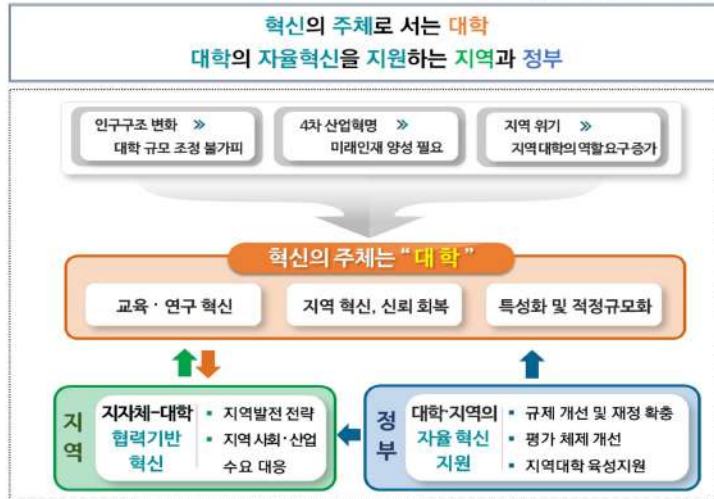 혁신의 주체로 서는 대학
대학의 자율혁신을 지원하는 지역과 정부
인구구조 변화 »
대학 규모 조정 불가피
4차 산업혁명 »
미래인재 양성 필요
지역 위기 »
지역대학의 역할요구 증가
혁신의 주체는 “ 대 학 ”
교육 · 연구 혁신
지역 혁신, 신뢰 회복
특성화 및 적정규모화
지역
지자체–대학
협력기반
혁신
▪ 지역발전 전략
▪ 지역 사회 · 산업
수요 대응
정부
대학·지역의
자율 혁신
지원
▪ 규제 개선 및 재정 확충
▪ 평가 체제 개선
▪ 지역대학 육성지원